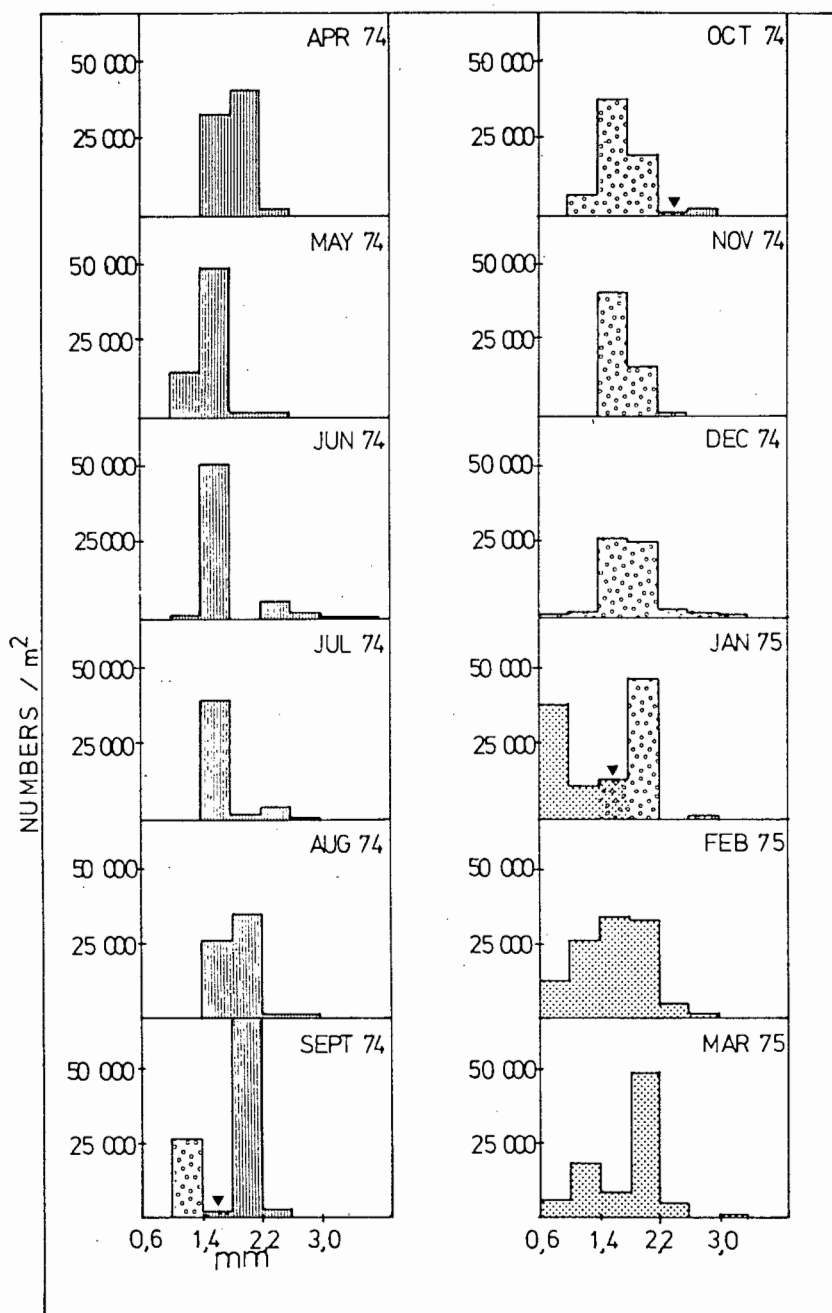 NUMBERS / m²
APR 74
50 000
25 000
MAY 74
50 000
25 000
JUN 74
50 000
25 000
JUL 74
50 000
25 000
AUG 74
50 000
25 000
SEPT 74
50 000
25 000
0,6 1,4 2,2 3,0
mm
OCT 74
50 000
25 000
NOV 74
50 000
25 000
DEC 74
50 000
25 000
JAN 75
50 000
25 000
FEB 75
50 000
25 000
MAR 75
50 000
25 000
0,6 1,4 2,2 3,0